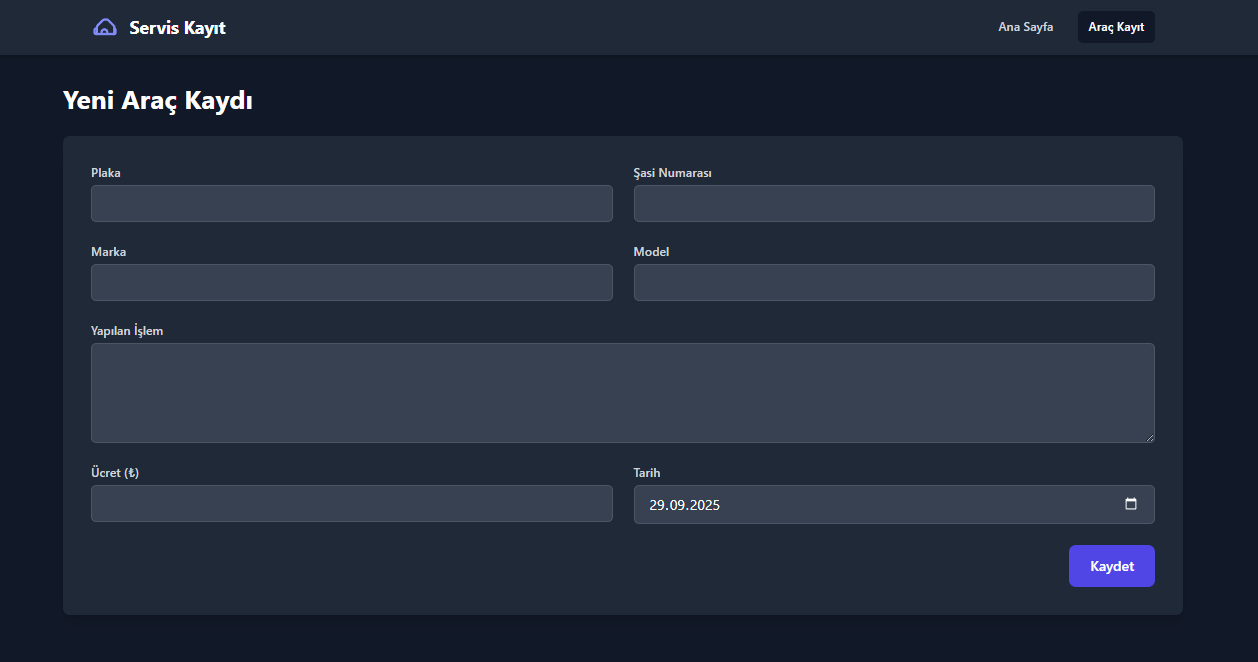 Servis Kayıt
Ana Sayfa
Araç Kayıt
Yeni Araç Kaydı
Plaka
Şasi Numarası
Marka
Model
Yapılan İşlem
Ücret (₺)
Tarih
29.09.2025
Kaydet